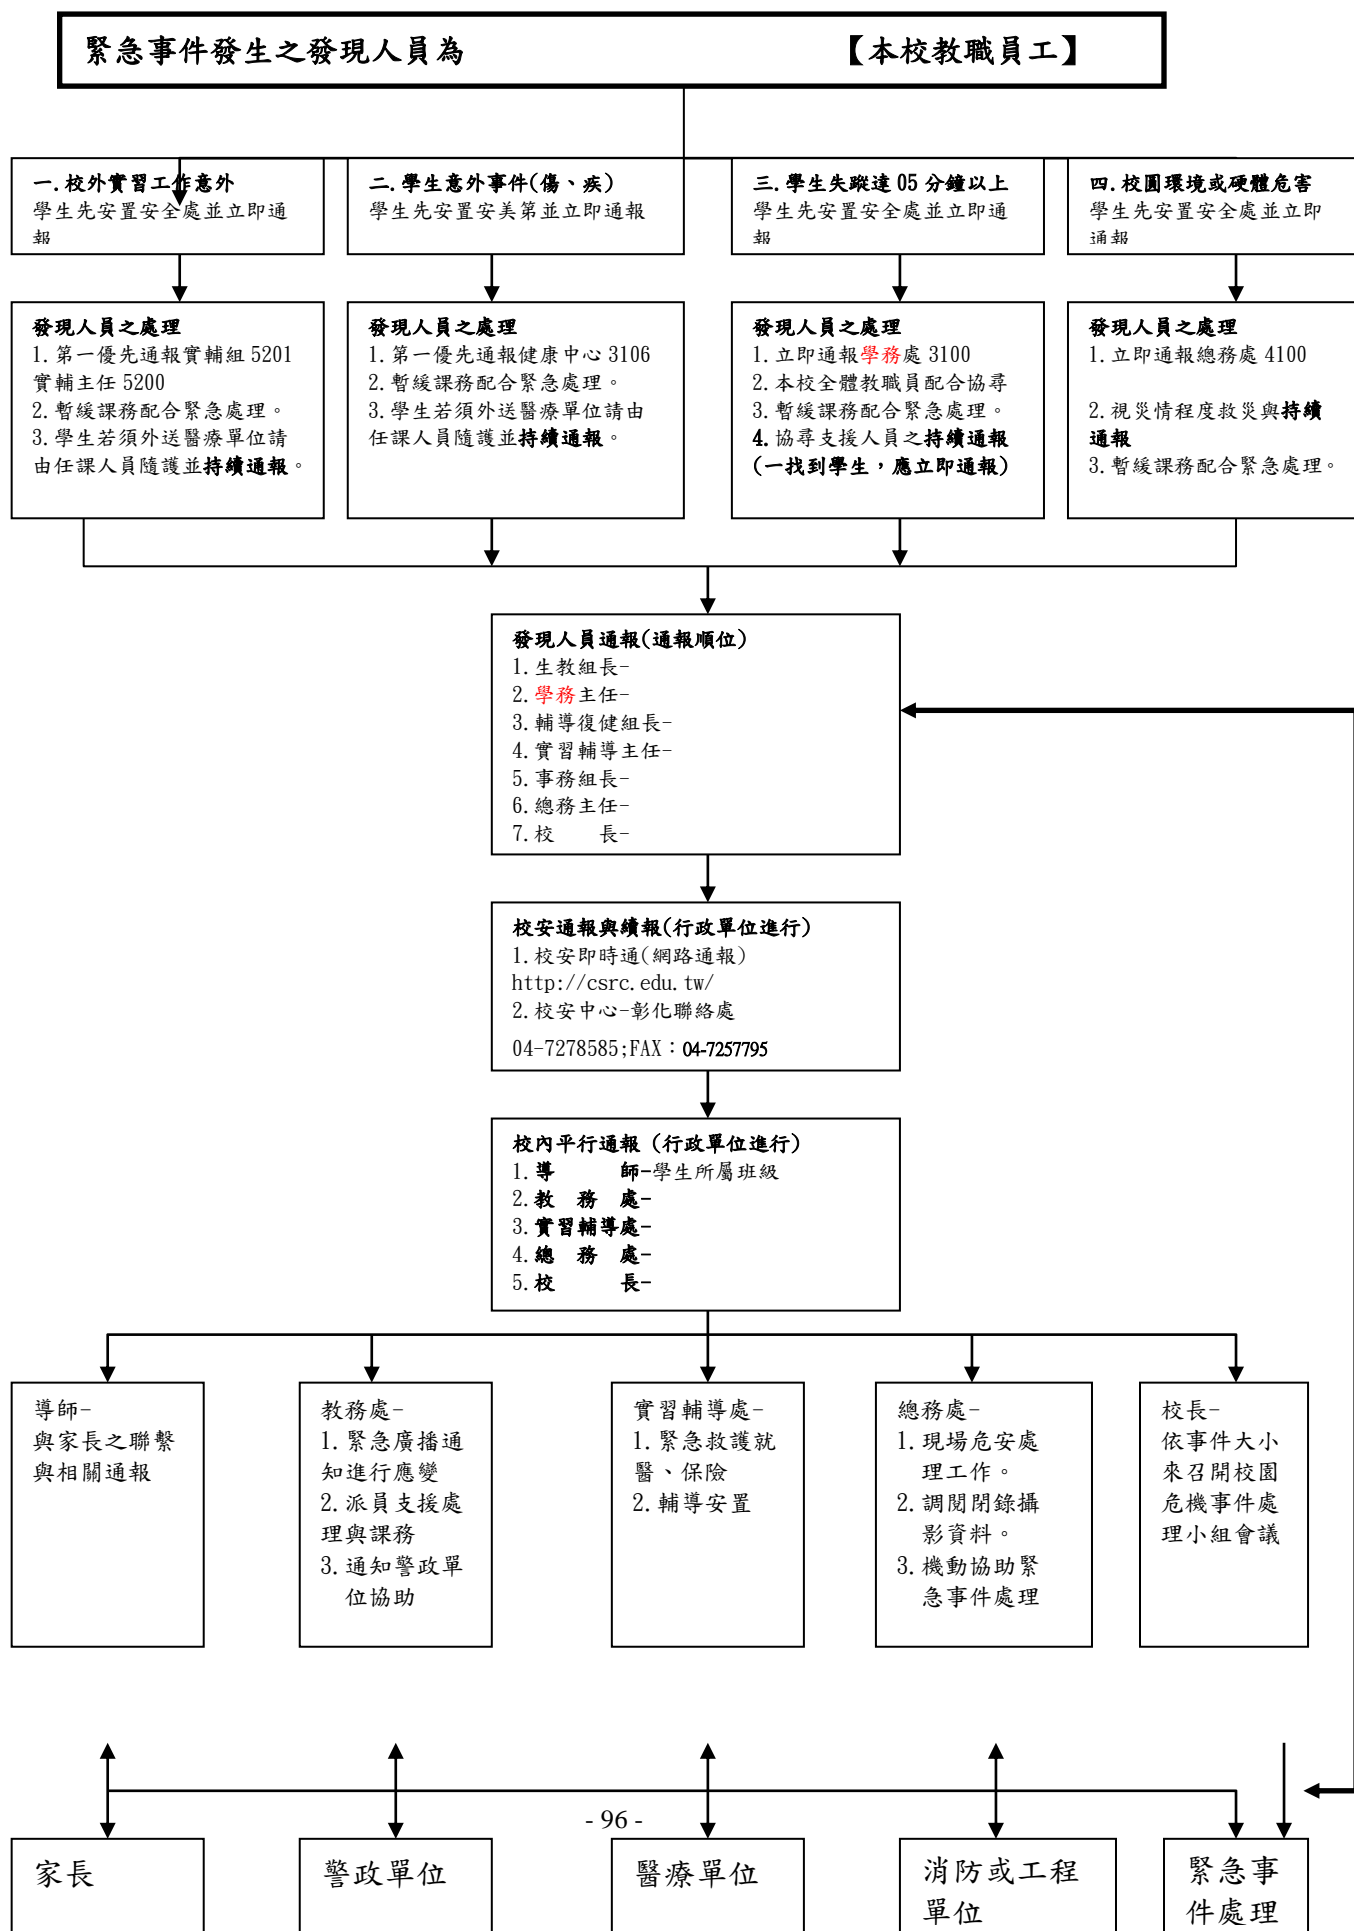 緊急事件發生之發現人員為 【本校教職員工】
一.校外實習工作意外
學生先安置安全處並立即通
報
二.學生意外事件(傷、疾)
學生先安置安美第並立即通報
三.學生失蹤達 05 分鐘以上
學生先安置安全處並立即通
報
四.校園環境或硬體危害
學生先安置安全處並立即
通報
發現人員之處理
1.第一優先通報實輔組 5201
實輔主任 5200
2.暫緩課務配合緊急處理。
3.學生若須外送醫療單位請
由任課人員隨護並持續通報。
發現人員之處理
1.第一優先通報健康中心 3106
2.暫緩課務配合緊急處理。
3.學生若須外送醫療單位請由
任課人員隨護並持續通報。
發現人員之處理
1.立即通報學務處 3100
2.本校全體教職員配合協尋
3.暫緩課務配合緊急處理。
4.協尋支援人員之持續通報
(一找到學生，應立即通報)
發現人員之處理
1.立即通報總務處 4100
2.視災情程度救災與持續
通報
3.暫緩課務配合緊急處理。
發現人員通報(通報順位)
1.生教組長-
2.學務主任-
3.輔導復健組長-
4.實習輔導主任-
5.事務組長-
6.總務主任-
7.校　　長-
校安通報與續報(行政單位進行)
1.校安即時通(網路通報)
http://csrc.edu.tw/
2.校安中心-彰化聯絡處
04-7278585;FAX：04-7257795
校內平行通報 (行政單位進行)
1.導　　　師-學生所屬班級
2.教　務　處-
3.實習輔導處-
4.總　務　處-
5.校　　　長-
導師-
與家長之聯繫
與相關通報
教務處-
1.緊急廣播通
知進行應變
2.派員支援處
理與課務
3.通知警政單
位協助
實習輔導處-
1.緊急救護就
醫、保險
2.輔導安置
總務處-
1.現場危安處
理工作。
2.調閱閉錄攝
影資料。
3.機動協助緊
急事件處理
校長-
依事件大小
來召開校園
危機事件處
理小組會議
- 96 -
家長
警政單位
醫療單位
消防或工程
單位
緊急事
件處理